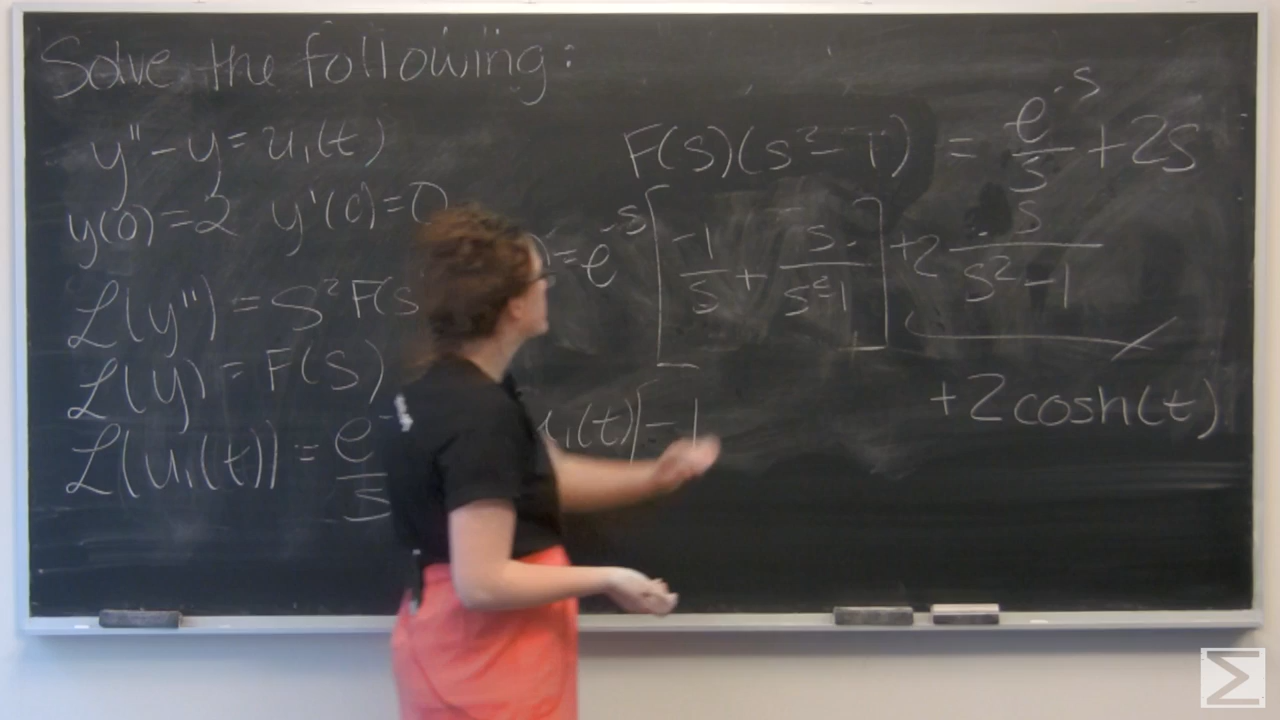 Solve the following:
y'' - y = u₁(t)
y(0) = 2 y'(0) = 0
ℒ(y'') = s²F(s
ℒ(y) = F(s)
ℒ(u₁(t)) = e⁻/s
F(s)(s² - 1) = e⁻ˢ/s + 2s
) = e⁻ˢ [ -1/s + s/(s²-1) ] + 2 s/(s² - 1)
u₁(t)[ -1
+2cosh(t)
Σ